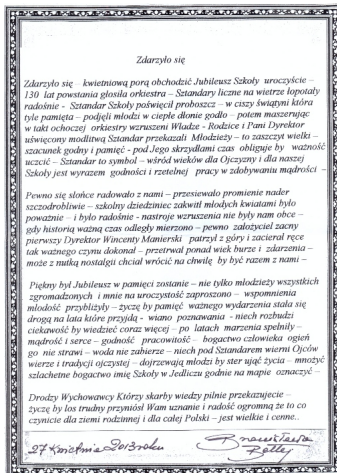 Zdarzyło się
Zdarzyło się kwietniową porą obchodzić Jubileusz Szkoły uroczyście –
130 lat powstania głosiła orkiestra – Sztandary liczne na wietrze łopotały
radośnie - Sztandar Szkoły poświęcił proboszcz – w ciszy świątyni która
tyle pamięta – podjęli młodzi w ciepłe dłonie godło – potem maszerując
w takt ochoczej orkiestry wzruszeni Władze - Rodzice i Pani Dyrektor
uświęcony modlitwą Sztandar przekazali Młodzieży – to zaszczyt wielki –
szacunek godny i pamięć - pod Jego skrzydłami czas obliguje by ważność
uczcić – Sztandar to symbol – wśród wieków dla Ojczyzny i dla naszej
Szkoły jest wyrazem godności i rzetelnej pracy w zdobywaniu mądrości -
Pewno się słońce radowało z nami – przesiewało promienie nader
szczodrobliwie – szkolny dziedziniec zakwitł młodych kwiatami było
poważnie – i było radośnie - nastroje wzruszenia nie były nam obce –
gdy historią ważną czas odległy mierzono – pewno założyciel zacny
pierwszy Dyrektor Wincenty Manierski patrzył z góry i zacierał ręce
tak ważnego czynu dokonał – przetrwał ponad wiek burze i zdarzenia –
może z nutką nostalgii chciał wrócić na chwilę by być razem z nami –
Piękny był Jubileusz w pamięci zostanie – nie tylko młodzieży wszystkich
zgromadzonych i mnie na uroczystość zaproszono – wspomnienia
młodość przybliżyły – życzę by pamięć ważnego wydarzenia stała się
drogą na lata które przyjdą - wiano poznawania - niech rozbudzi
ciekawość by wiedzieć coraz więcej – po latach marzenia spełniły –
mądrość i serce – godność pracowitość – bogactwo człowieka ogień
go nie strawi – woda nie zabierze – niech pod Sztandarem wierni Ojców
wierze i tradycji ojczystej – dojrzewają młodzi by ster ująć życia – mnożyć
szlachetne bogactwo imię Szkoły w Jedliczu godnie na mapie oznaczyć –
Drodzy Wychowawcy Którzy skarby wiedzy pilnie przekazujecie –
życzę by los trudny przyniósł Wam uznanie i radość ogromną że to co
czynicie dla ziemi rodzinnej i dla całej Polski – jest wielkie i cenne..
27 Kwietnia 2013 roku Bronisława